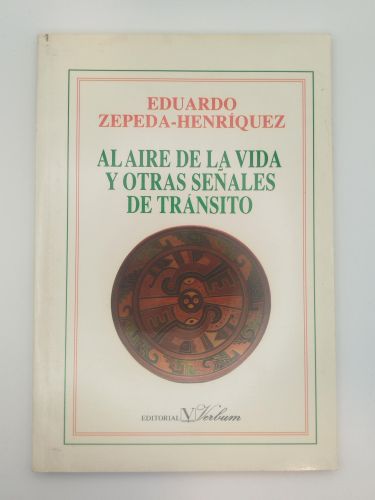 EDUARDO
ZEPEDA-HENRÍQUEZ
AL AIRE DE LA VIDA
Y OTRAS SEÑALES
DE TRÁNSITO
EDITORIAL V Verbum